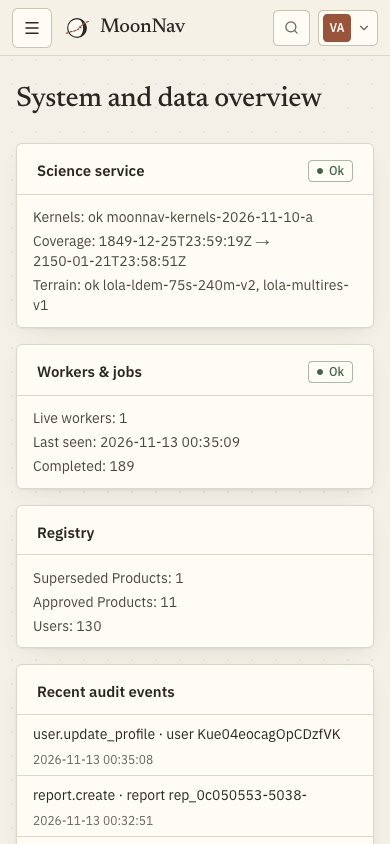 MoonNav
VA
System and data overview
Science service
Ok
Kernels: ok moonnav-kernels-2026-11-10-a
Coverage: 1849-12-25T23:59:19Z →
2150-01-21T23:58:51Z
Terrain: ok lola-ldem-75s-240m-v2, lola-multires-
v1
Workers & jobs
Ok
Live workers: 1
Last seen: 2026-11-13 00:35:09
Completed: 189
Registry
Superseded Products: 1
Approved Products: 11
Users: 130
Recent audit events
user.update_profile · user Kue04eocagOpCDzfVK
2026-11-13 00:35:08
report.create · report rep_0c050553-5038-
2026-11-13 00:32:51